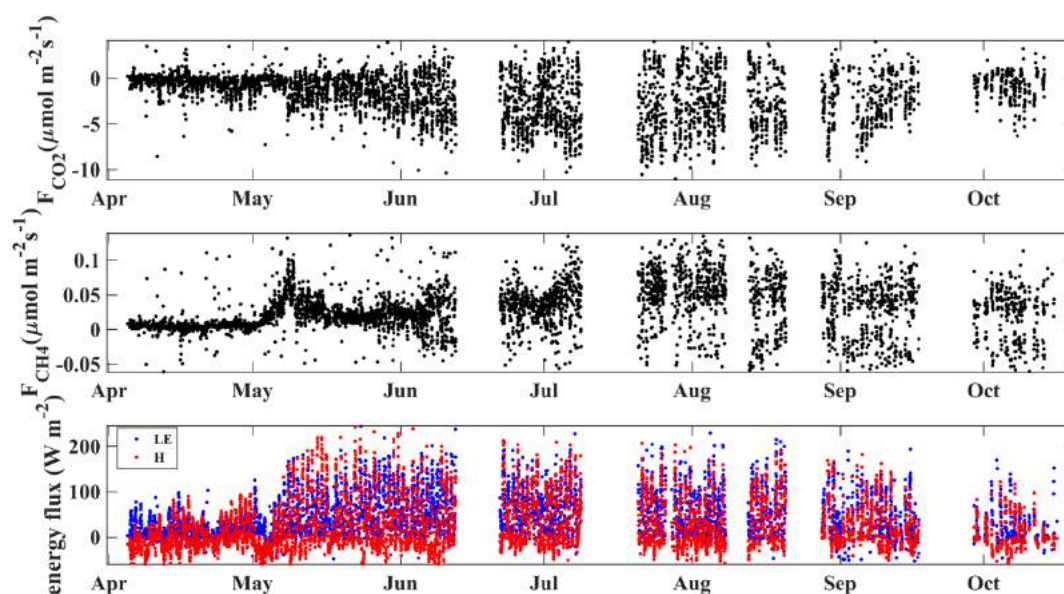 F_CO2 (μmol m⁻² s⁻¹)
0
-5
-10
Apr May Jun Jul Aug Sep Oct
F_CH4 (μmol m⁻² s⁻¹)
0.1
0.05
0
-0.05
Apr May Jun Jul Aug Sep Oct
energy flux (W m⁻²)
LE
H
200
100
0
Apr May Jun Jul Aug Sep Oct